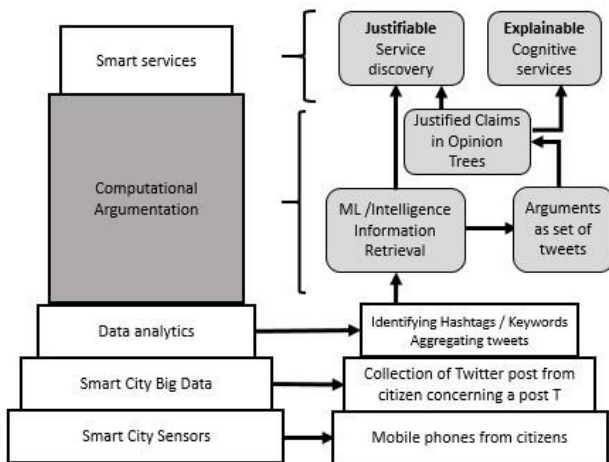 Smart services
Computational
Argumentation
Data analytics
Smart City Big Data
Smart City Sensors
Justifiable
Service
discovery
Explainable
Cognitive
services
Justified Claims
in Opinion
Trees
ML /Intelligence
Information
Retrieval
Arguments
as set of
tweets
Identifying Hashtags / Keywords
Aggregating tweets
Collection of Twitter post from
citizen concerning a post T
Mobile phones from citizens